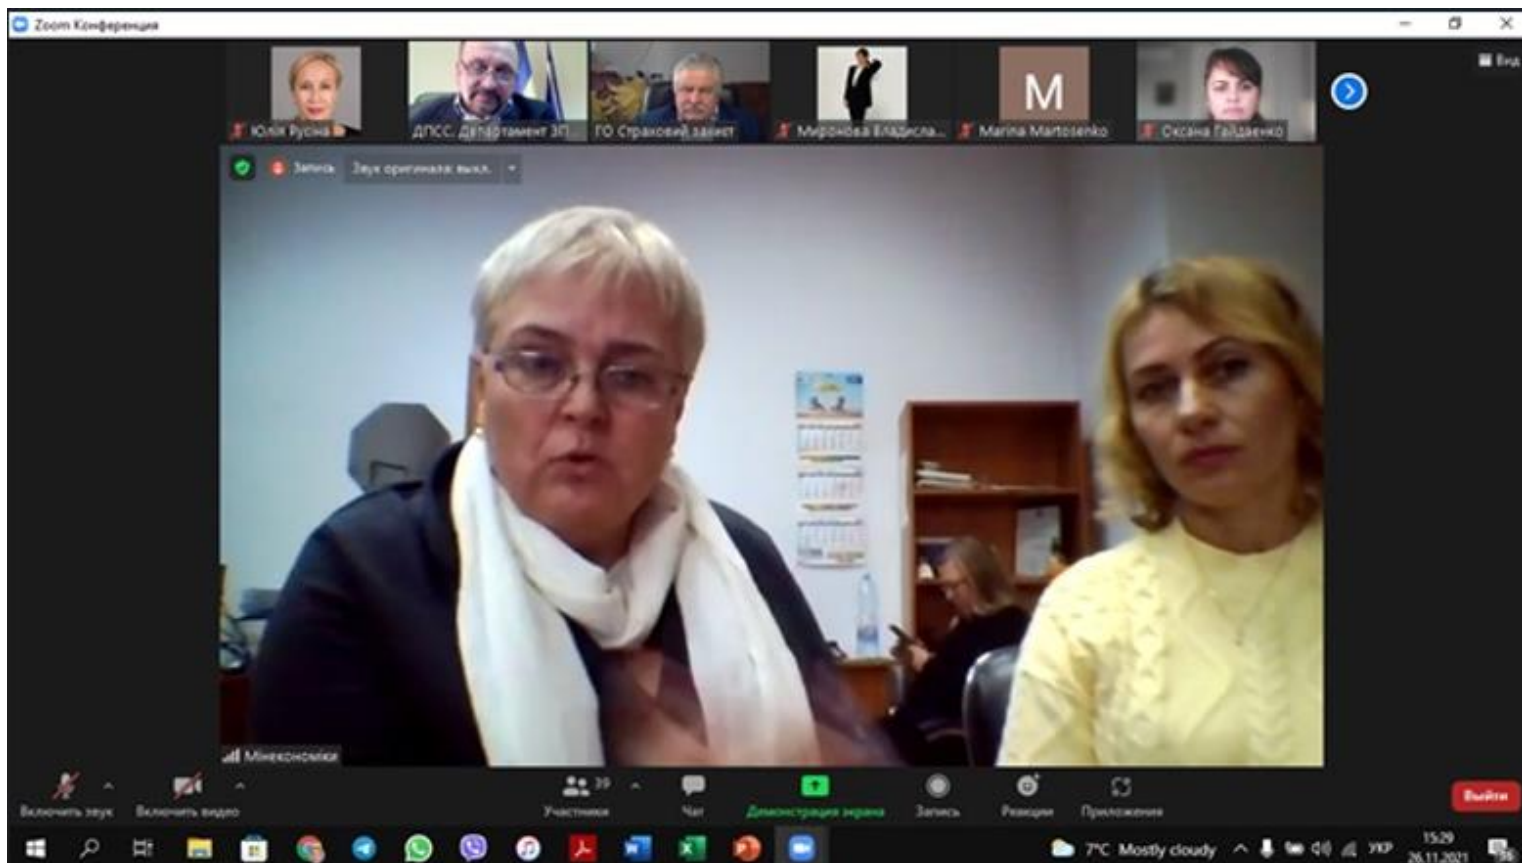 Zoom Конференция
Вид
Юлія Русіна
ДПСС. Департамент ЗП...
ГО Страховий захист
Миронова Владисла...
M
Marina Martosenko
Оксана Гайдаенко
Запись
Звук оригинала: выкл.
Мінекономіки
Включить звук
Включить видео
39
Участники
Чат
Демонстрация экрана
Запись
Реакции
Приложения
Выйти
7°C Mostly cloudy
УКР
15:29
26.11.2021